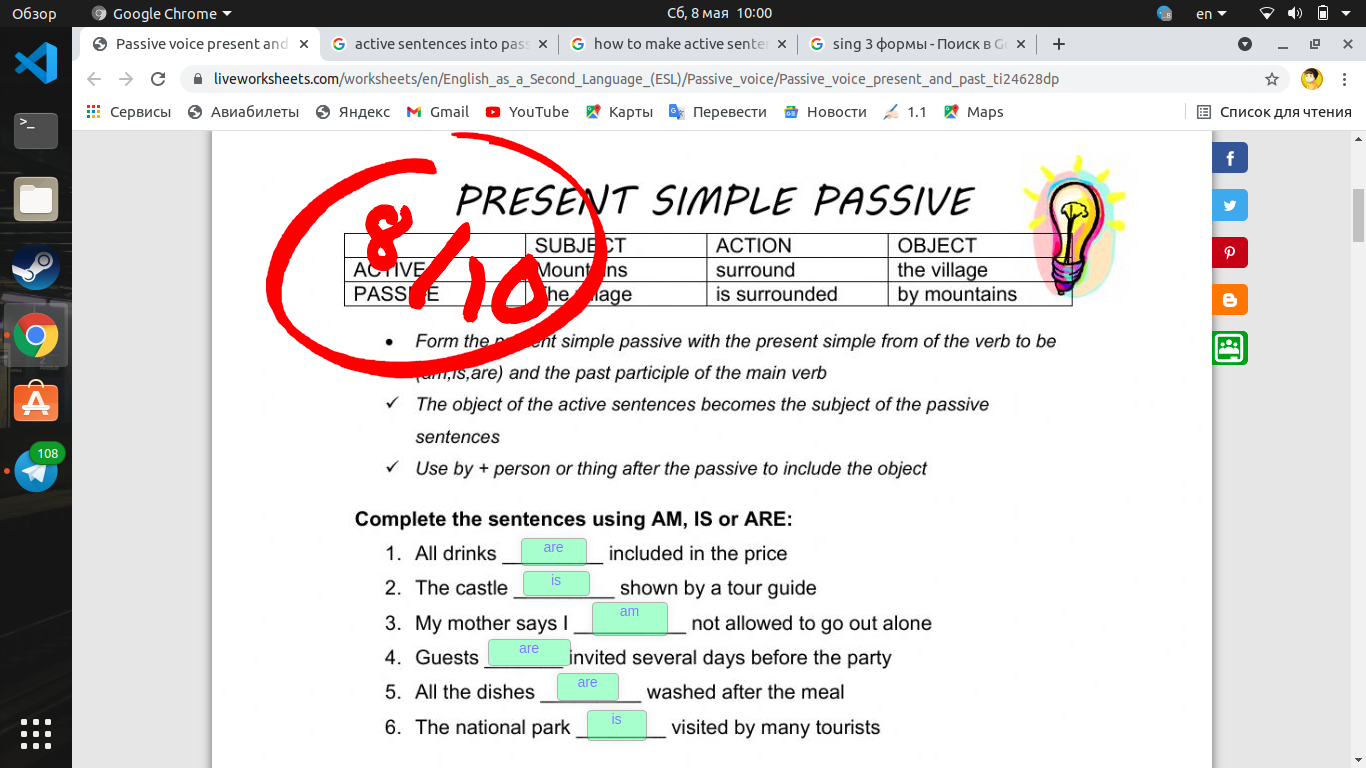 Обзор Google Chrome Сб, 8 мая 10:00 en
Passive voice present and active sentences into pass how to make active senten sing 3 формы - Поиск в Go
liveworksheets.com/worksheets/en/English_as_a_Second_Language_(ESL)/Passive_voice/Passive_voice_present_and_past_ti24628dp
Сервисы Авиабилеты Яндекс Gmail YouTube Карты Перевести Новости 1.1 Maps Список для чтения
108
8/10
PRESENT SIMPLE PASSIVE
SUBJECT ACTION OBJECT
ACTIVE Mountains surround the village
PASSIVE The village is surrounded by mountains
• Form the present simple passive with the present simple from of the verb to be
(am,is,are) and the past participle of the main verb
✓ The object of the active sentences becomes the subject of the passive
sentences
✓ Use by + person or thing after the passive to include the object
Complete the sentences using AM, IS or ARE:
1. All drinks are included in the price
2. The castle is shown by a tour guide
3. My mother says I am not allowed to go out alone
4. Guests are invited several days before the party
5. All the dishes are washed after the meal
6. The national park is visited by many tourists